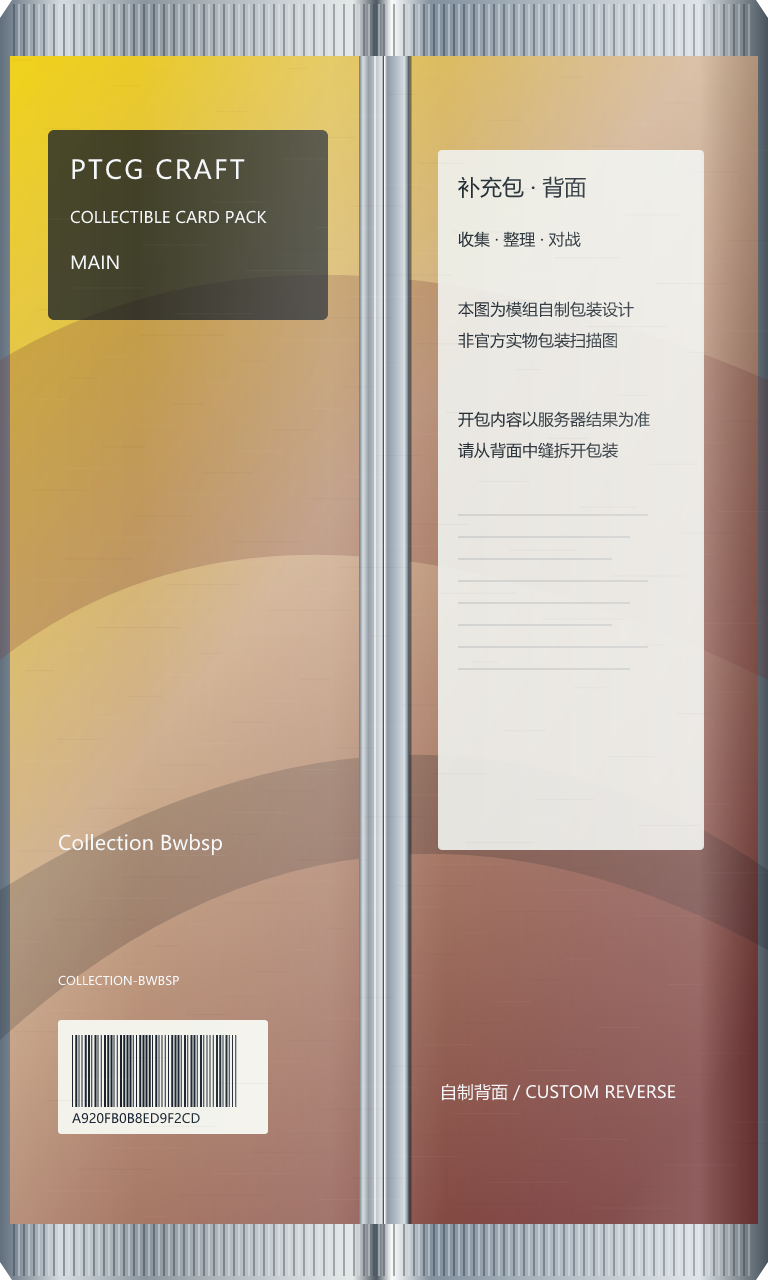 PTCG CRAFT
COLLECTIBLE CARD PACK
MAIN
Collection Bwbsp
COLLECTION-BWBSP
A920FB0B8ED9F2CD
补充包 · 背面
收集 · 整理 · 对战
本图为模组自制包装设计
非官方实物包装扫描图
开包内容以服务器结果为准
请从背面中缝拆开包装
自制背面 / CUSTOM REVERSE